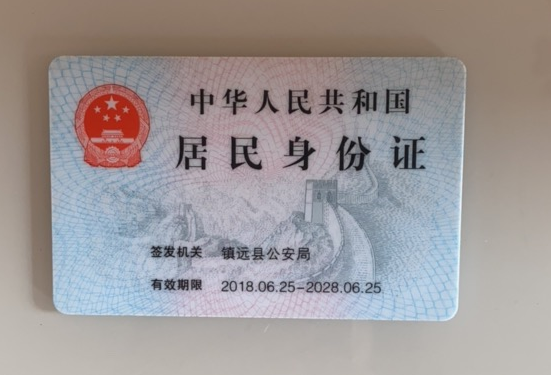 中华人民共和国
居民身份证
签发机关 镇远县公安局
有效期限 2018.06.25-2028.06.25